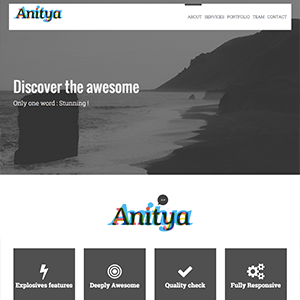 Anitya
ABOUT SERVICES PORTFOLIO TEAM CONTACT
Discover the awesome
Only one word : Stunning !
Anitya
Explosives features
Deeply Awesome
Quality check
Fully Responsive